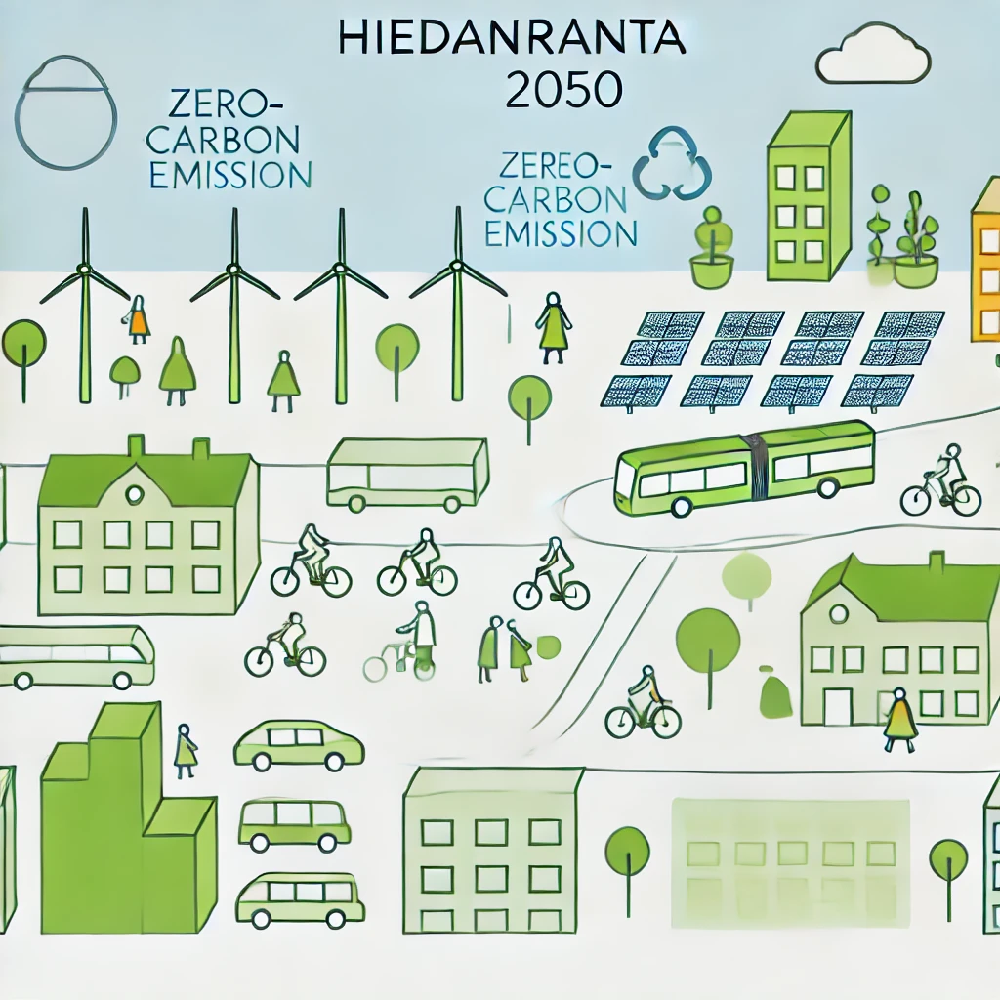 HIEDANRANTA
2050
ZERO-
CARBON
EMISSION
ZEREO-
CARBON
EMISSION